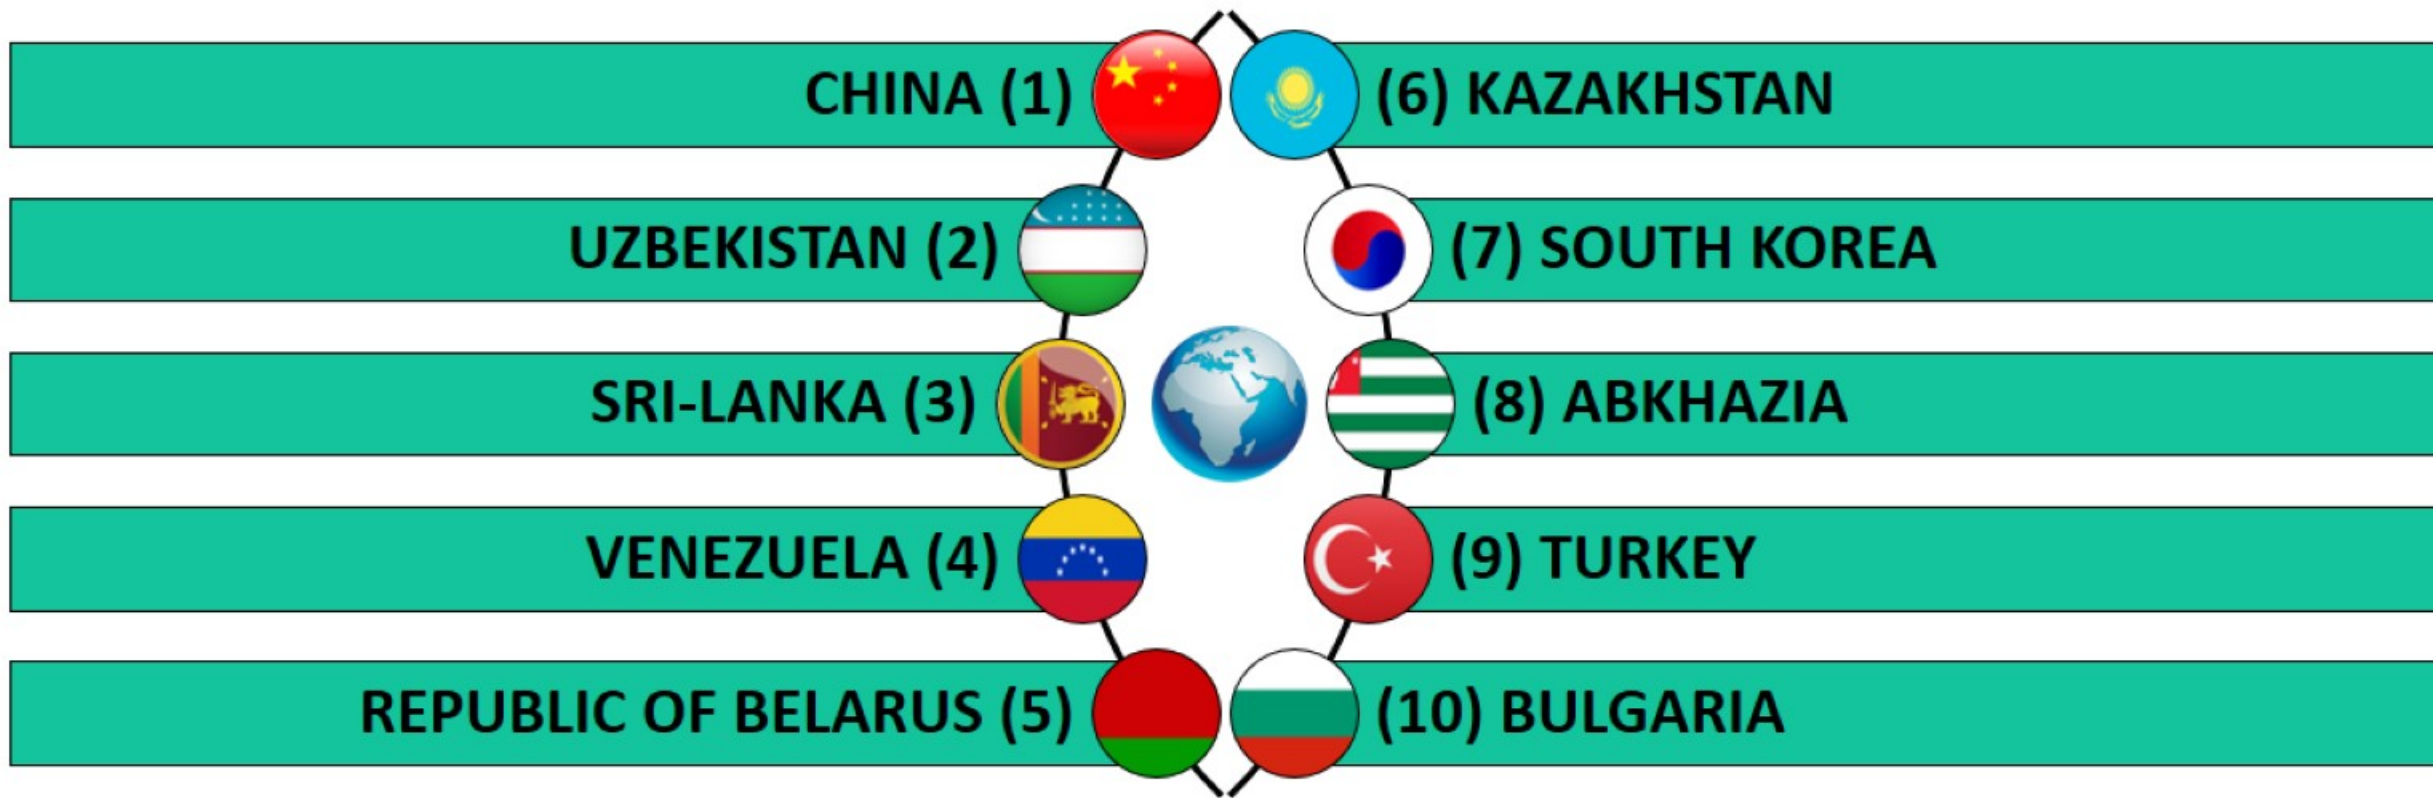 CHINA (1)
UZBEKISTAN (2)
SRI-LANKA (3)
VENEZUELA (4)
REPUBLIC OF BELARUS (5)
(6) KAZAKHSTAN
(7) SOUTH KOREA
(8) ABKHAZIA
(9) TURKEY
(10) BULGARIA